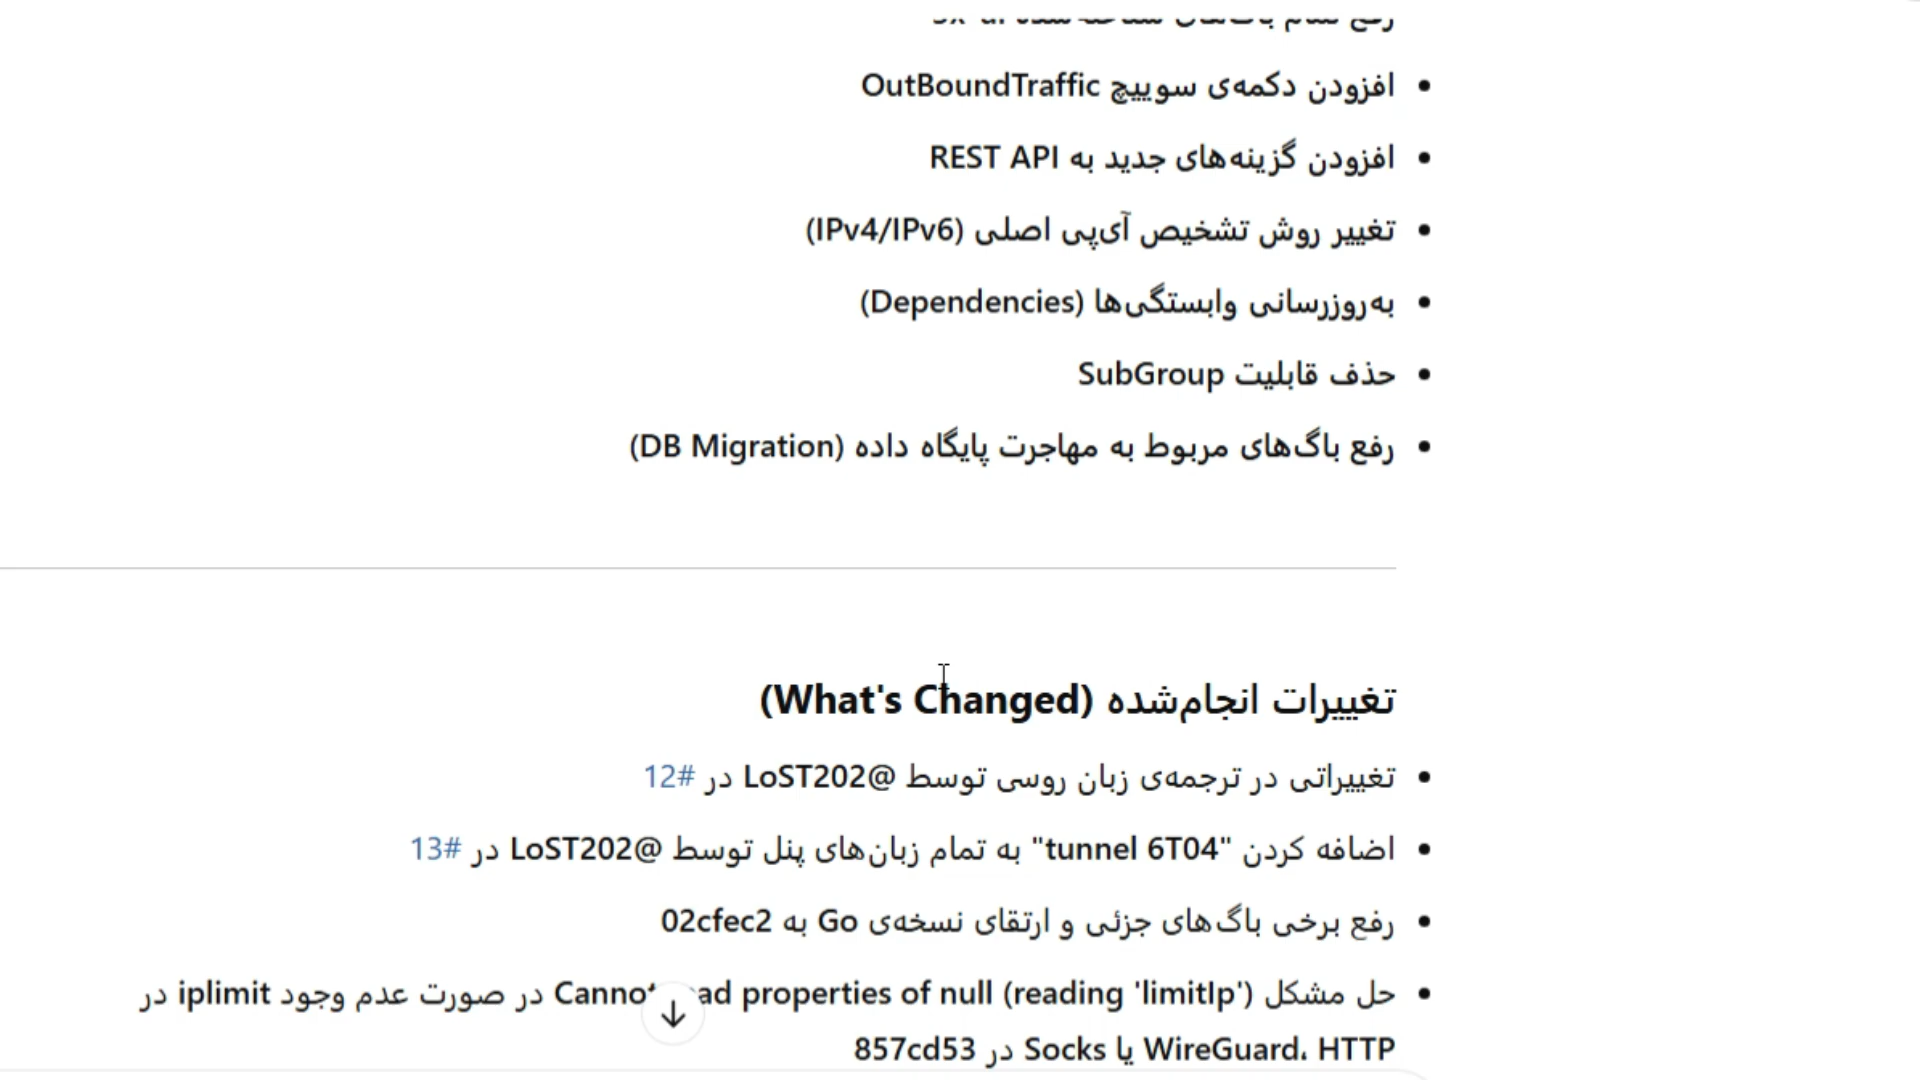 افزودن دکمه‌ی سوییچ OutBoundTraffic
افزودن گزینه‌های جدید به REST API
تغییر روش تشخیص آی‌پی اصلی (IPv4/IPv6)
به‌روزرسانی وابستگی‌ها (Dependencies)
حذف قابلیت SubGroup
رفع باگ‌های مربوط به مهاجرت پایگاه داده (DB Migration)
تغییرات انجام‌شده (What's Changed)
تغییراتی در ترجمه‌ی زبان روسی توسط @LoST202 در #12
اضافه کردن "tunnel 6T04" به تمام زبان‌های پنل توسط @LoST202 در #13
رفع برخی باگ‌های جزئی و ارتقای نسخه‌ی Go به 02cfec2
حل مشکل Cannot read properties of null (reading 'limitIp') در صورت عدم وجود iplimit در
WireGuard، HTTP یا Socks در 857cd53